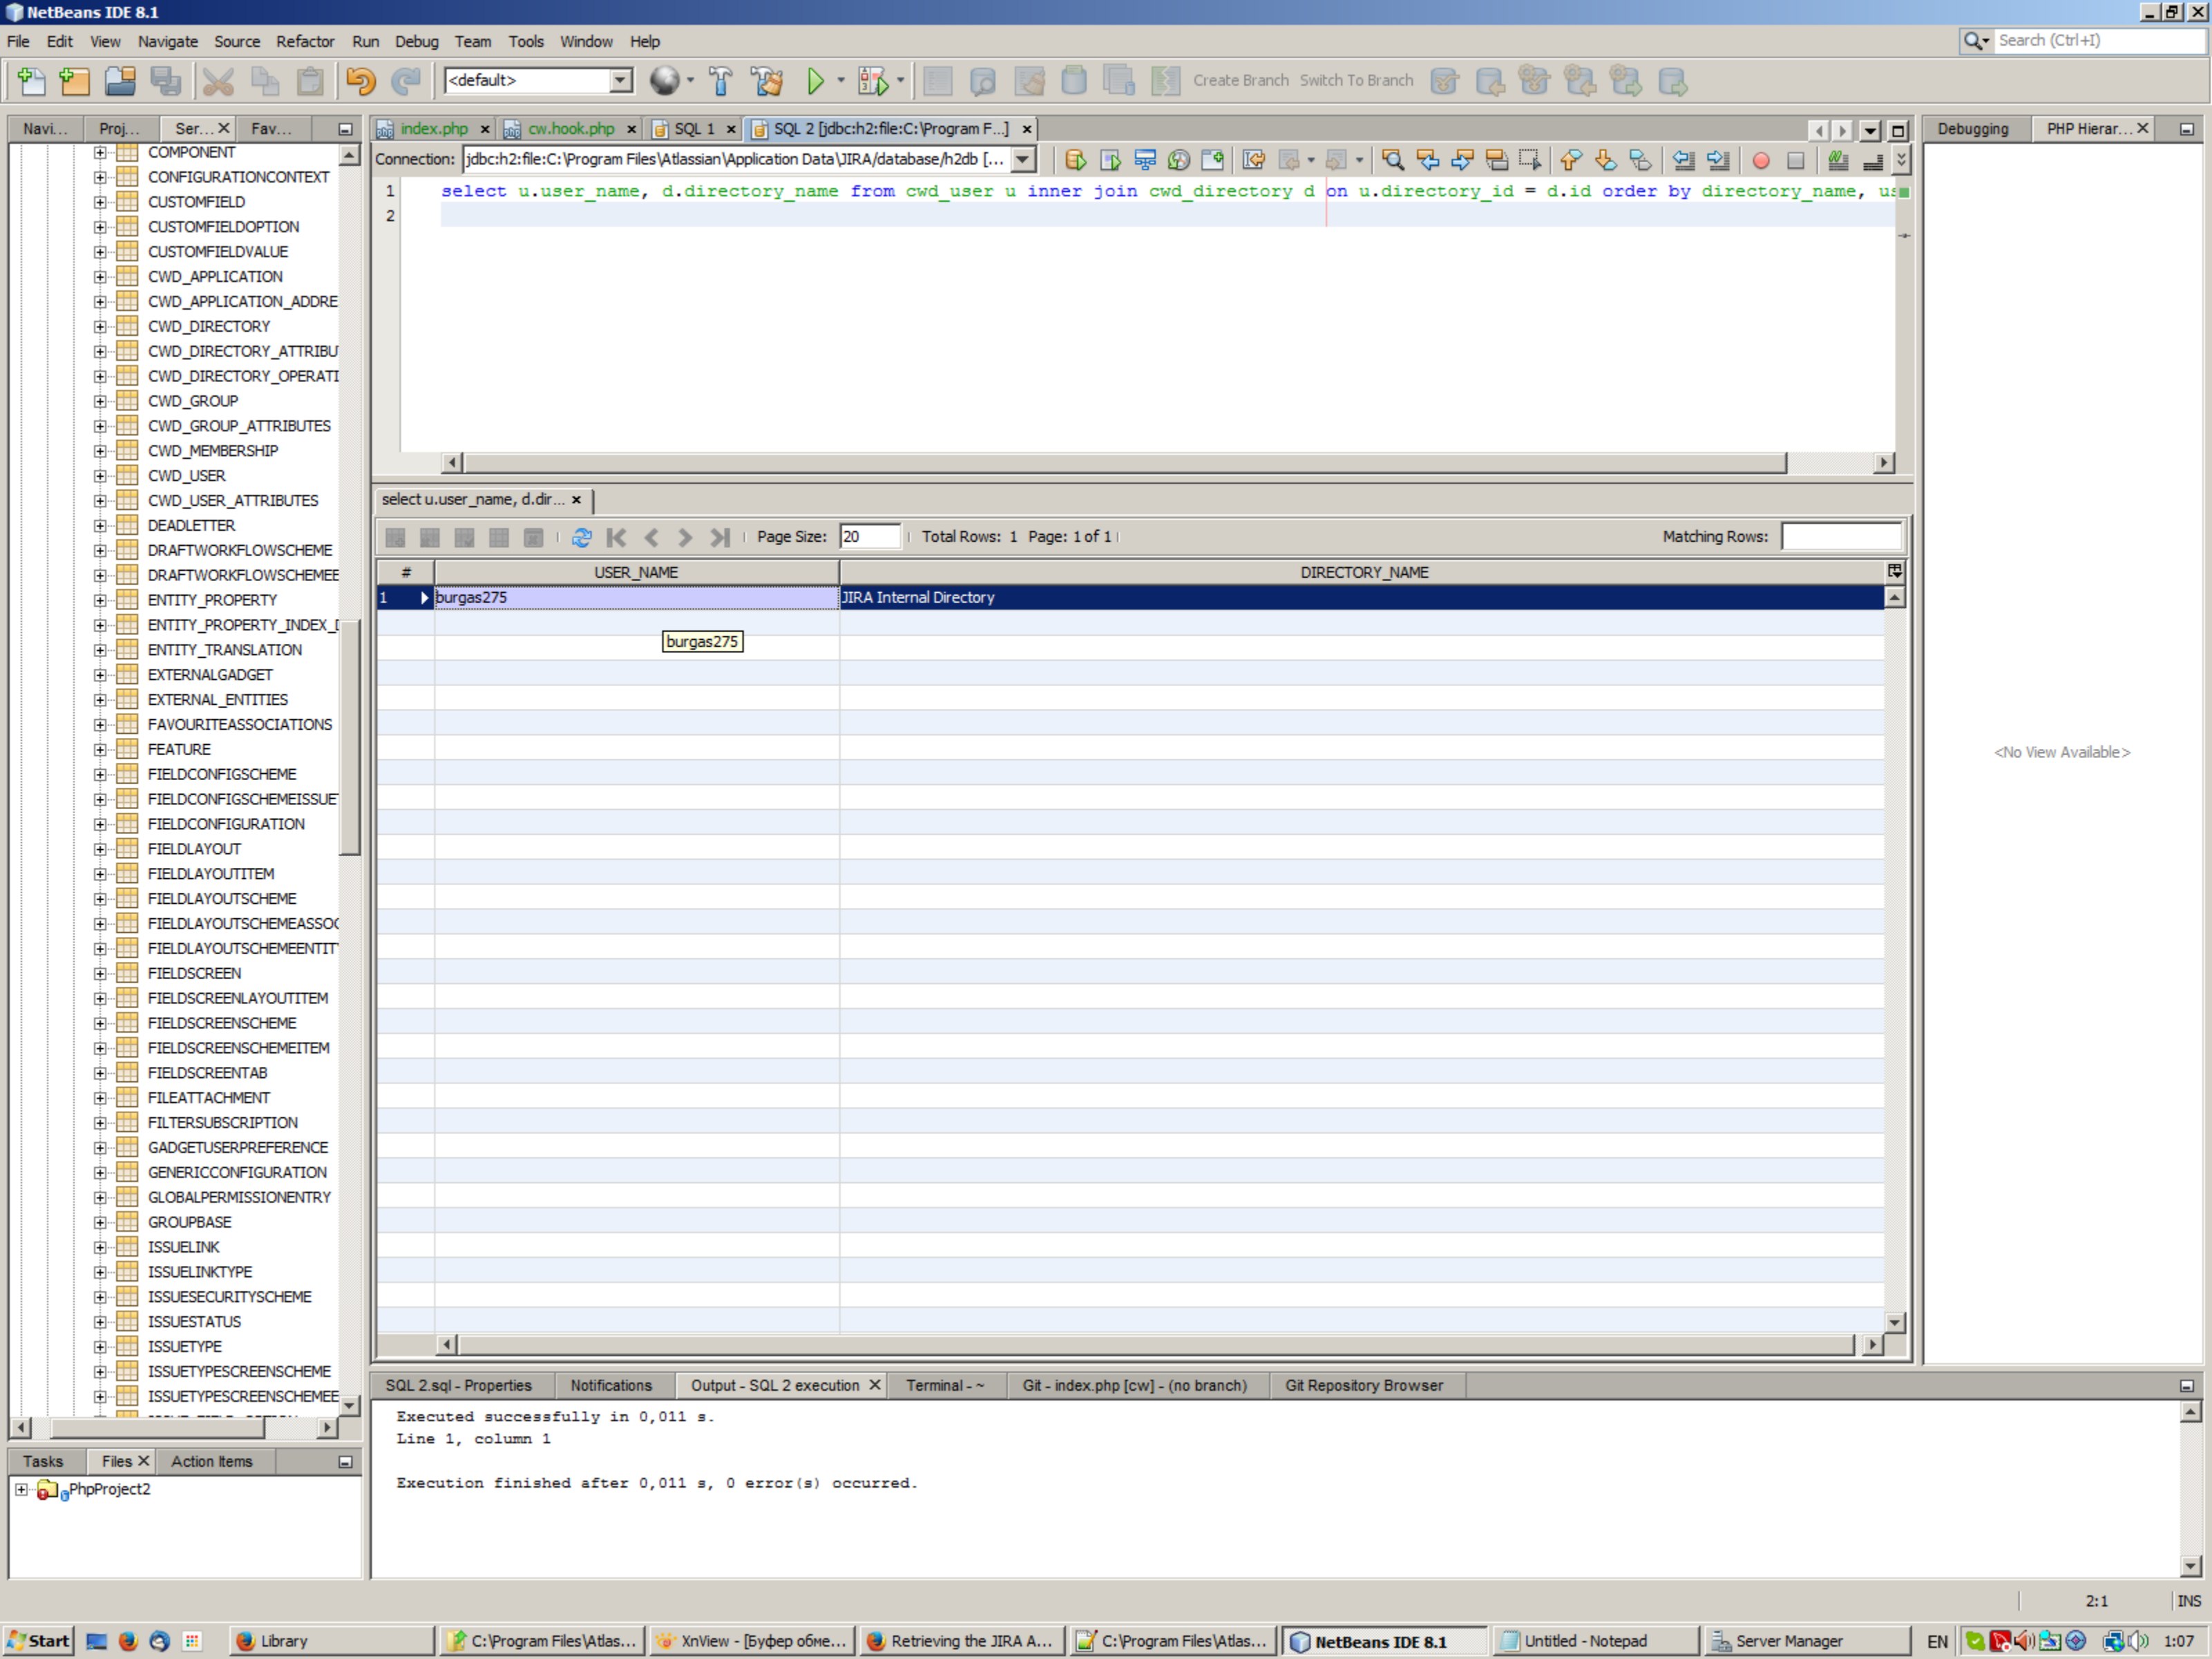 NetBeans IDE 8.1
File Edit View Navigate Source Refactor Run Debug Team Tools Window Help
Search (Ctrl+I)
<default>
Create Branch Switch To Branch
Navi... Proj... Ser... Fav...
index.php cw.hook.php SQL 1 SQL 2 [jdbc:h2:file:C:\Program F...]
Debugging PHP Hierar...
Connection: jdbc:h2:file:C:\Program Files\Atlassian\Application Data\JIRA/database/h2db [...
1 select u.user_name, d.directory_name from cwd_user u inner join cwd_directory d on u.directory_id = d.id order by directory_name, us
2
COMPONENT
CONFIGURATIONCONTEXT
CUSTOMFIELD
CUSTOMFIELDOPTION
CUSTOMFIELDVALUE
CWD_APPLICATION
CWD_APPLICATION_ADDRE
CWD_DIRECTORY
CWD_DIRECTORY_ATTRIBU
CWD_DIRECTORY_OPERATI
CWD_GROUP
CWD_GROUP_ATTRIBUTES
CWD_MEMBERSHIP
CWD_USER
CWD_USER_ATTRIBUTES
DEADLETTER
DRAFTWORKFLOWSCHEME
DRAFTWORKFLOWSCHEMEE
ENTITY_PROPERTY
ENTITY_PROPERTY_INDEX_D
ENTITY_TRANSLATION
EXTERNALGADGET
EXTERNAL_ENTITIES
FAVOURITEASSOCIATIONS
FEATURE
FIELDCONFIGSCHEME
FIELDCONFIGSCHEMEISSUET
FIELDCONFIGURATION
FIELDLAYOUT
FIELDLAYOUTITEM
FIELDLAYOUTSCHEME
FIELDLAYOUTSCHEMEASSOC
FIELDLAYOUTSCHEMEENTIT
FIELDSCREEN
FIELDSCREENLAYOUTITEM
FIELDSCREENSCHEME
FIELDSCREENSCHEMEITEM
FIELDSCREENTAB
FILEATTACHMENT
FILTERSUBSCRIPTION
GADGETUSERPREFERENCE
GENERICCONFIGURATION
GLOBALPERMISSIONENTRY
GROUPBASE
ISSUELINK
ISSUELINKTYPE
ISSUESECURITYSCHEME
ISSUESTATUS
ISSUETYPE
ISSUETYPESCREENSCHEME
ISSUETYPESCREENSCHEMEE
select u.user_name, d.dir...
Page Size: 20 Total Rows: 1 Page: 1 of 1 Matching Rows:
# USER_NAME DIRECTORY_NAME
1 burgas275 JIRA Internal Directory
burgas275
<No View Available>
SQL 2.sql - Properties Notifications Output - SQL 2 execution Terminal - ~ Git - index.php [cw] - (no branch) Git Repository Browser
Executed successfully in 0,011 s.
Line 1, column 1
Execution finished after 0,011 s, 0 error(s) occurred.
Tasks Files Action Items
PhpProject2
2:1 INS
Start Library C:\Program Files\Atlas... XnView - [Буфер обме... Retrieving the JIRA A... C:\Program Files\Atlas... NetBeans IDE 8.1 Untitled - Notepad Server Manager EN 1:07